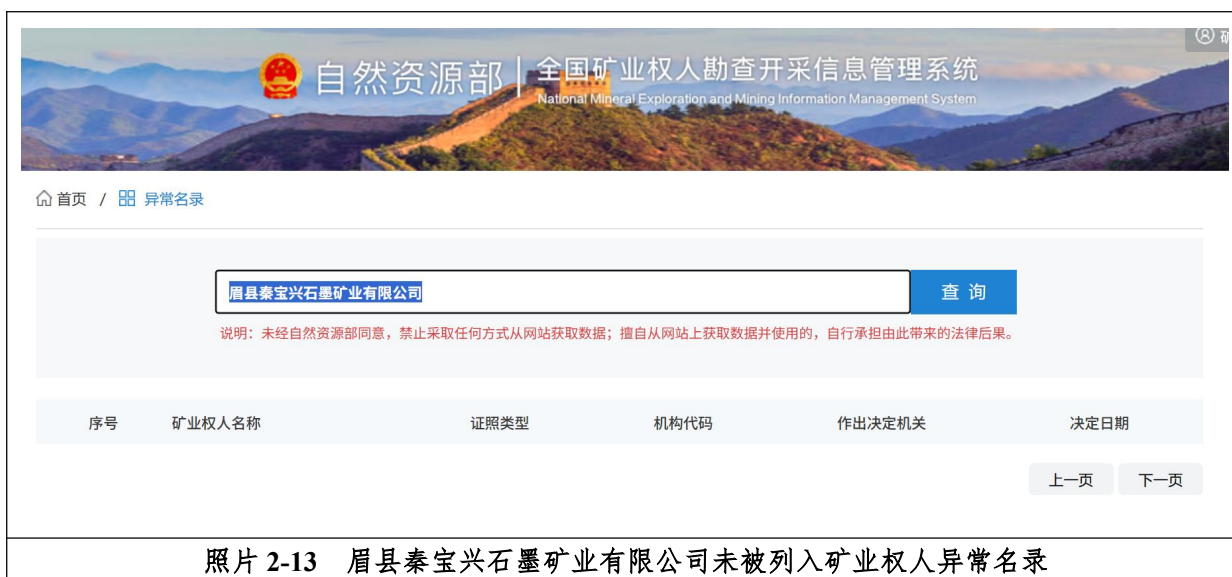 矿
自然资源部 全国矿业权人勘查开采信息管理系统
National Mineral Exploration and Mining Information Management System
首页 / 异常名录
眉县秦宝兴石墨矿业有限公司 查 询
说明：未经自然资源部同意，禁止采取任何方式从网站获取数据；擅自从网站上获取数据并使用的，自行承担由此带来的法律后果。
序号 矿业权人名称 证照类型 机构代码 作出决定机关 决定日期
上一页 下一页
照片 2-13 眉县秦宝兴石墨矿业有限公司未被列入矿业权人异常名录